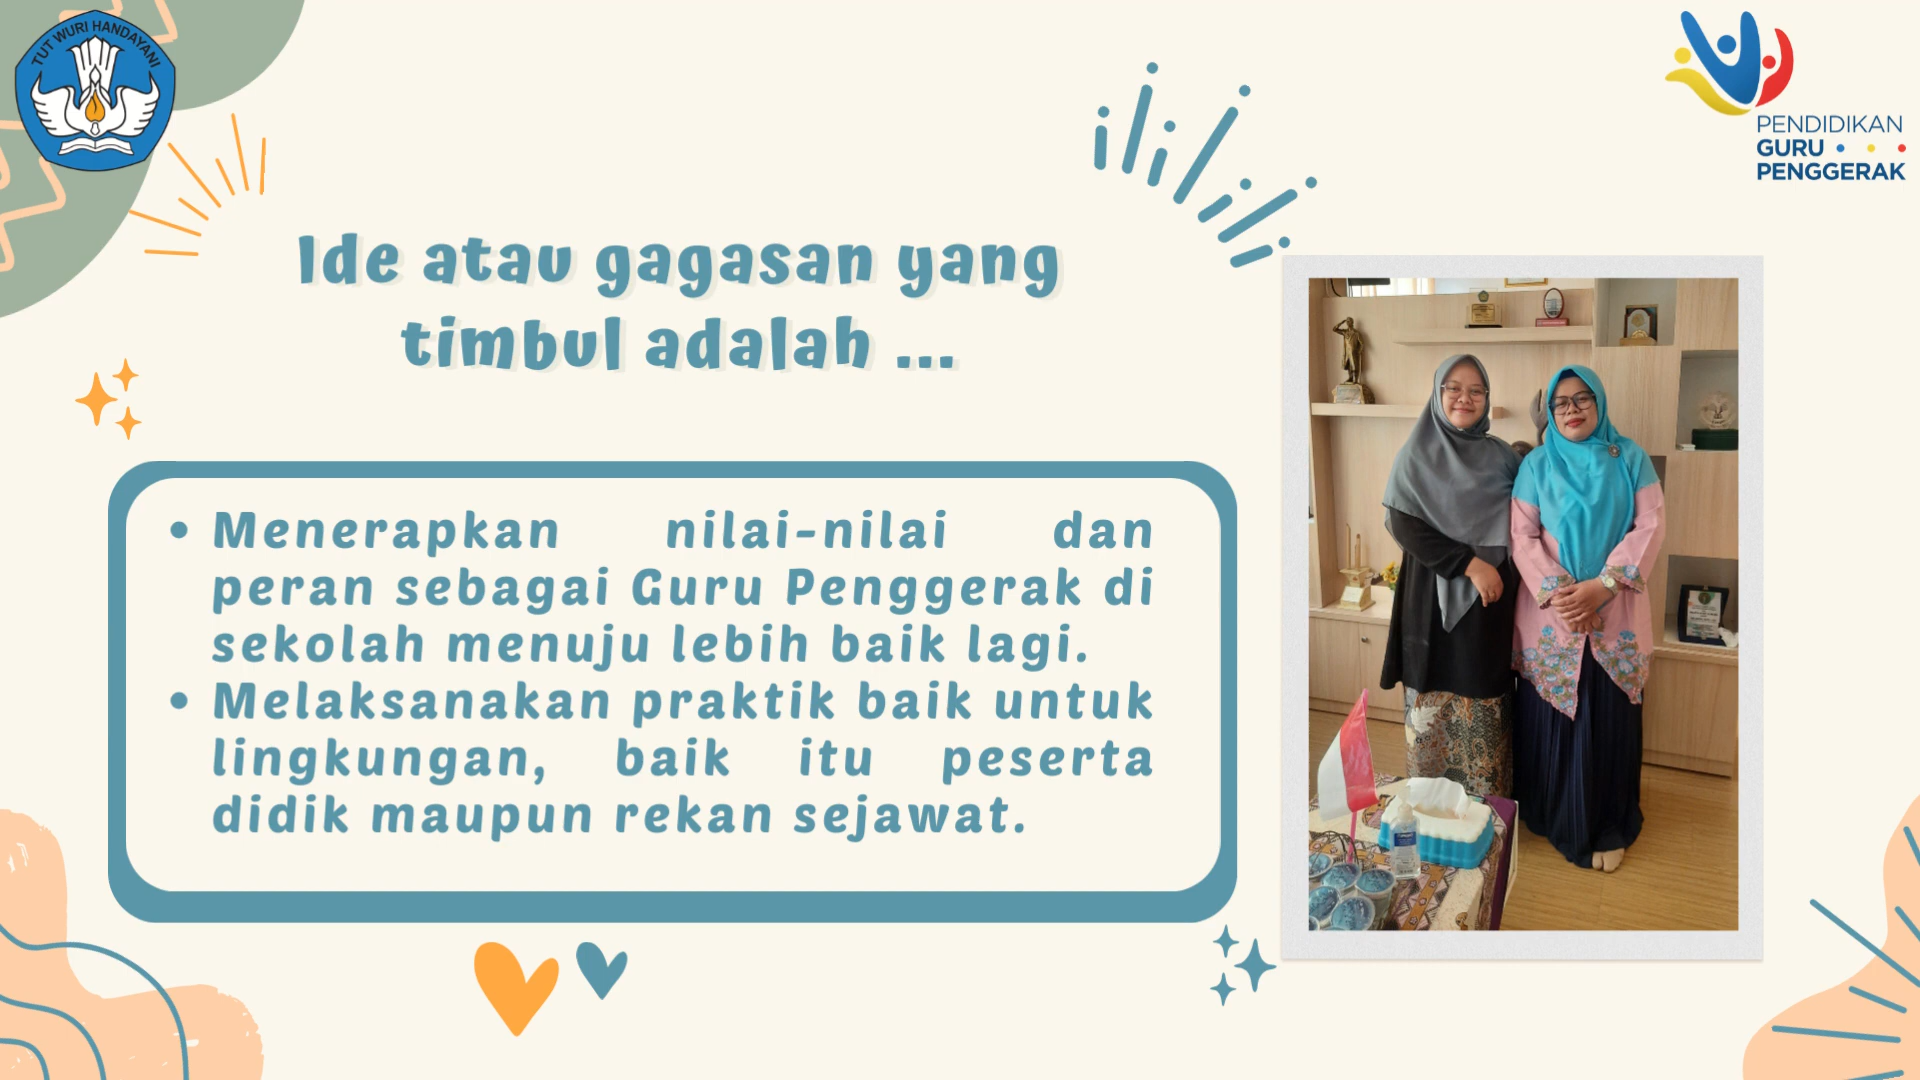 TUT WURI HANDAYANI
PENDIDIKAN
GURU
PENGGERAK
Ide atau gagasan yang
timbul adalah ...
• Menerapkan nilai-nilai dan
peran sebagai Guru Penggerak di
sekolah menuju lebih baik lagi.
• Melaksanakan praktik baik untuk
lingkungan, baik itu peserta
didik maupun rekan sejawat.